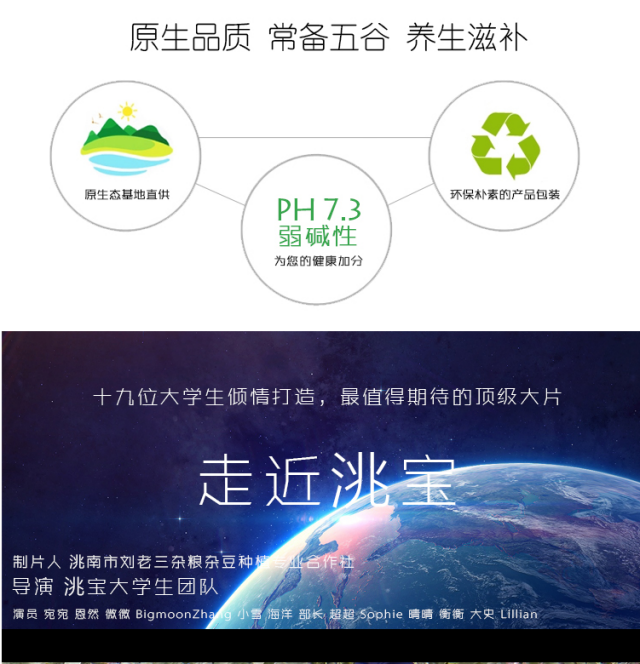 原生品质 常备五谷 养生滋补
原生态基地直供
环保朴素的产品包装
PH 7.3
弱碱性
为您的健康加分
十九位大学生倾情打造，最值得期待的顶级大片
走近洮宝
制片人 洮南市刘老三杂粮杂豆种植专业合作社
导演 洮宝大学生团队
演员 宛宛 恩然 微微 BigmoonZhang 小雪 海洋 部长 超超 Sophie 晴晴 衡衡 大史 Lillian